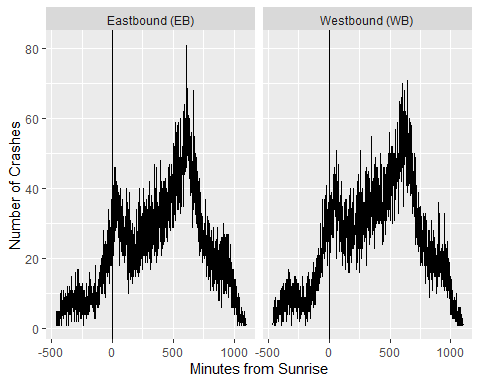 Eastbound (EB) Westbound (WB)
80
60
40
20
0
-500 0 500 1000 -500 0 500 1000
Minutes from Sunrise
Number of Crashes